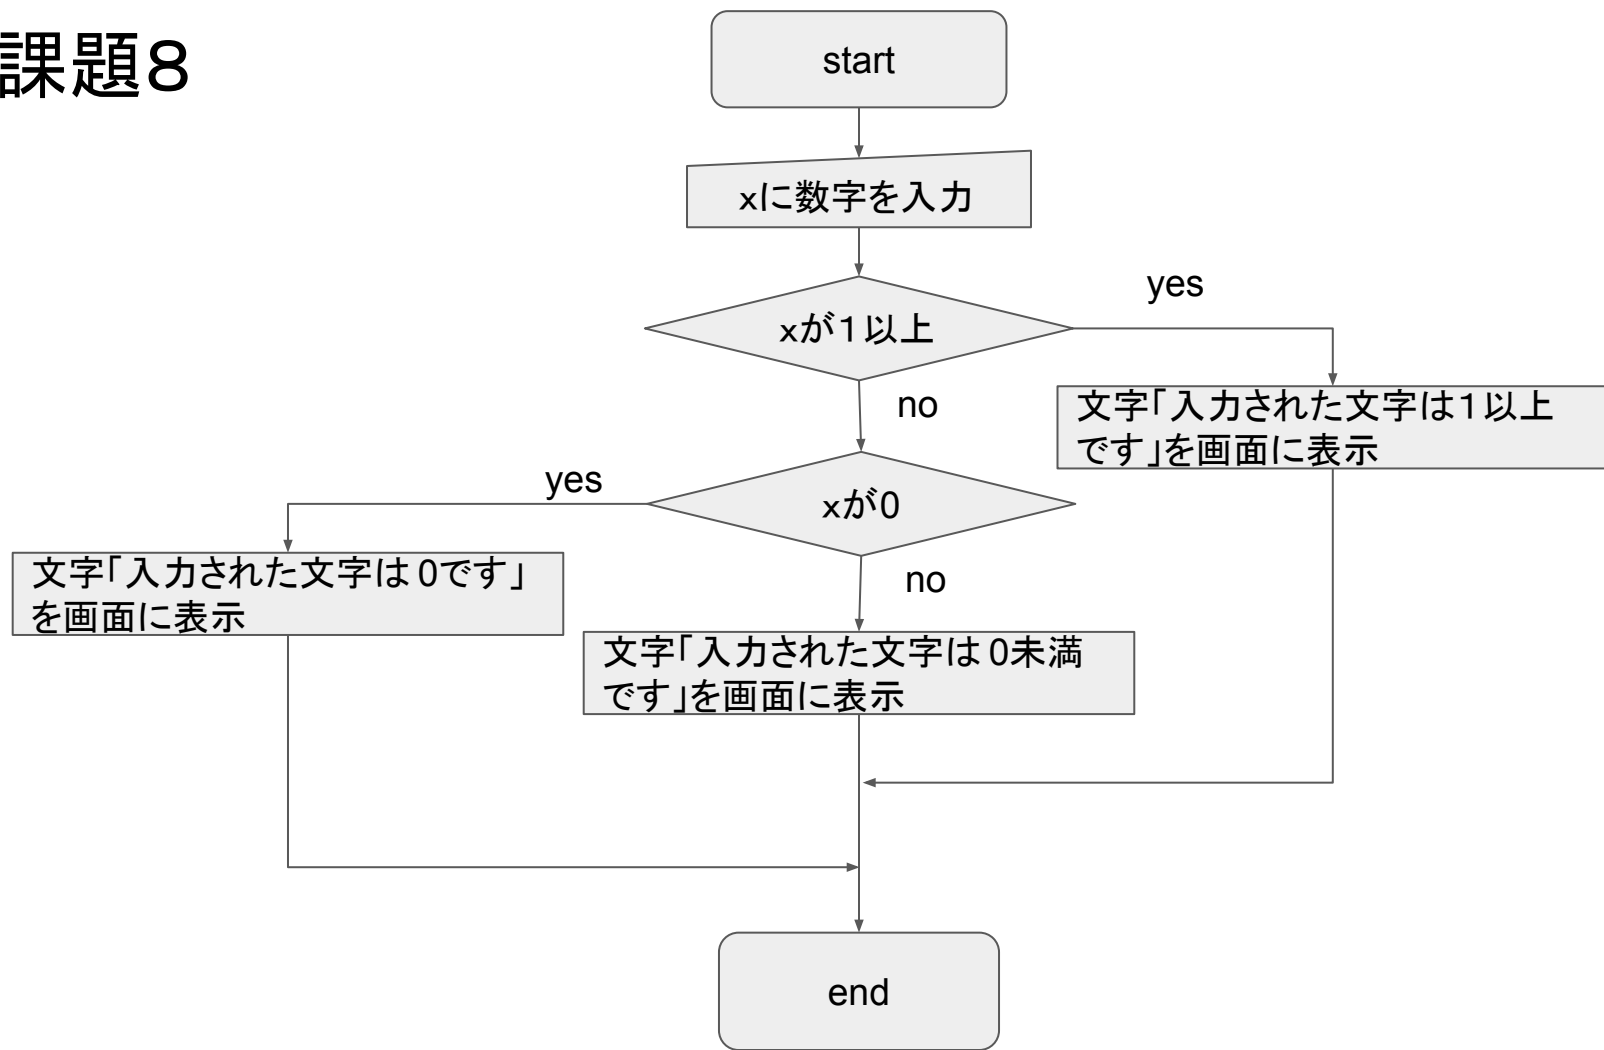 課題８
start
xに数字を入力
xが１以上
yes
no
文字「入力された文字は１以上
です」を画面に表示
xが0
yes
no
文字「入力された文字は0です」
を画面に表示
文字「入力された文字は0未満
です」を画面に表示
end